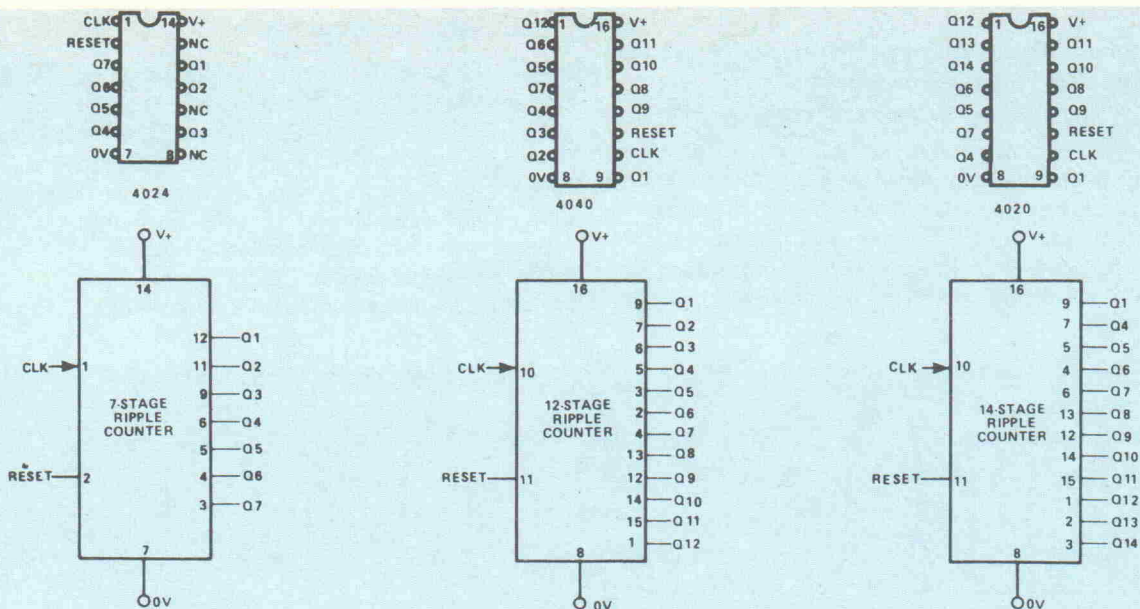 CLK 1 14 V+
RESET NC
Q7 Q1
Q6 Q2
Q5 NC
Q4 Q3
0V 7 8 NC
4024
Q12 1 16 V+
Q6 Q11
Q5 Q10
Q7 Q8
Q4 Q9
Q3 RESET
Q2 CLK
0V 8 9 Q1
4040
Q12 1 16 V+
Q13 Q11
Q14 Q10
Q6 Q8
Q5 Q9
Q7 RESET
Q4 CLK
0V 8 9 Q1
4020
V+
14
12 Q1
CLK 1 11 Q2
9 Q3
7-STAGE
RIPPLE
COUNTER
6 Q4
5 Q5
RESET 2 4 Q6
3 Q7
7
0V
V+
16
9 Q1
7 Q2
6 Q3
CLK 10 5 Q4
3 Q5
12-STAGE
RIPPLE
COUNTER
2 Q6
4 Q7
13 Q8
RESET 11 12 Q9
14 Q10
15 Q11
1 Q12
8
0V
V+
16
9 Q1
7 Q4
5 Q5
CLK 10 4 Q6
6 Q7
14-STAGE
RIPPLE
COUNTER
13 Q8
12 Q9
14 Q10
RESET 11 15 Q11
1 Q12
2 Q13
3 Q14
8
0V